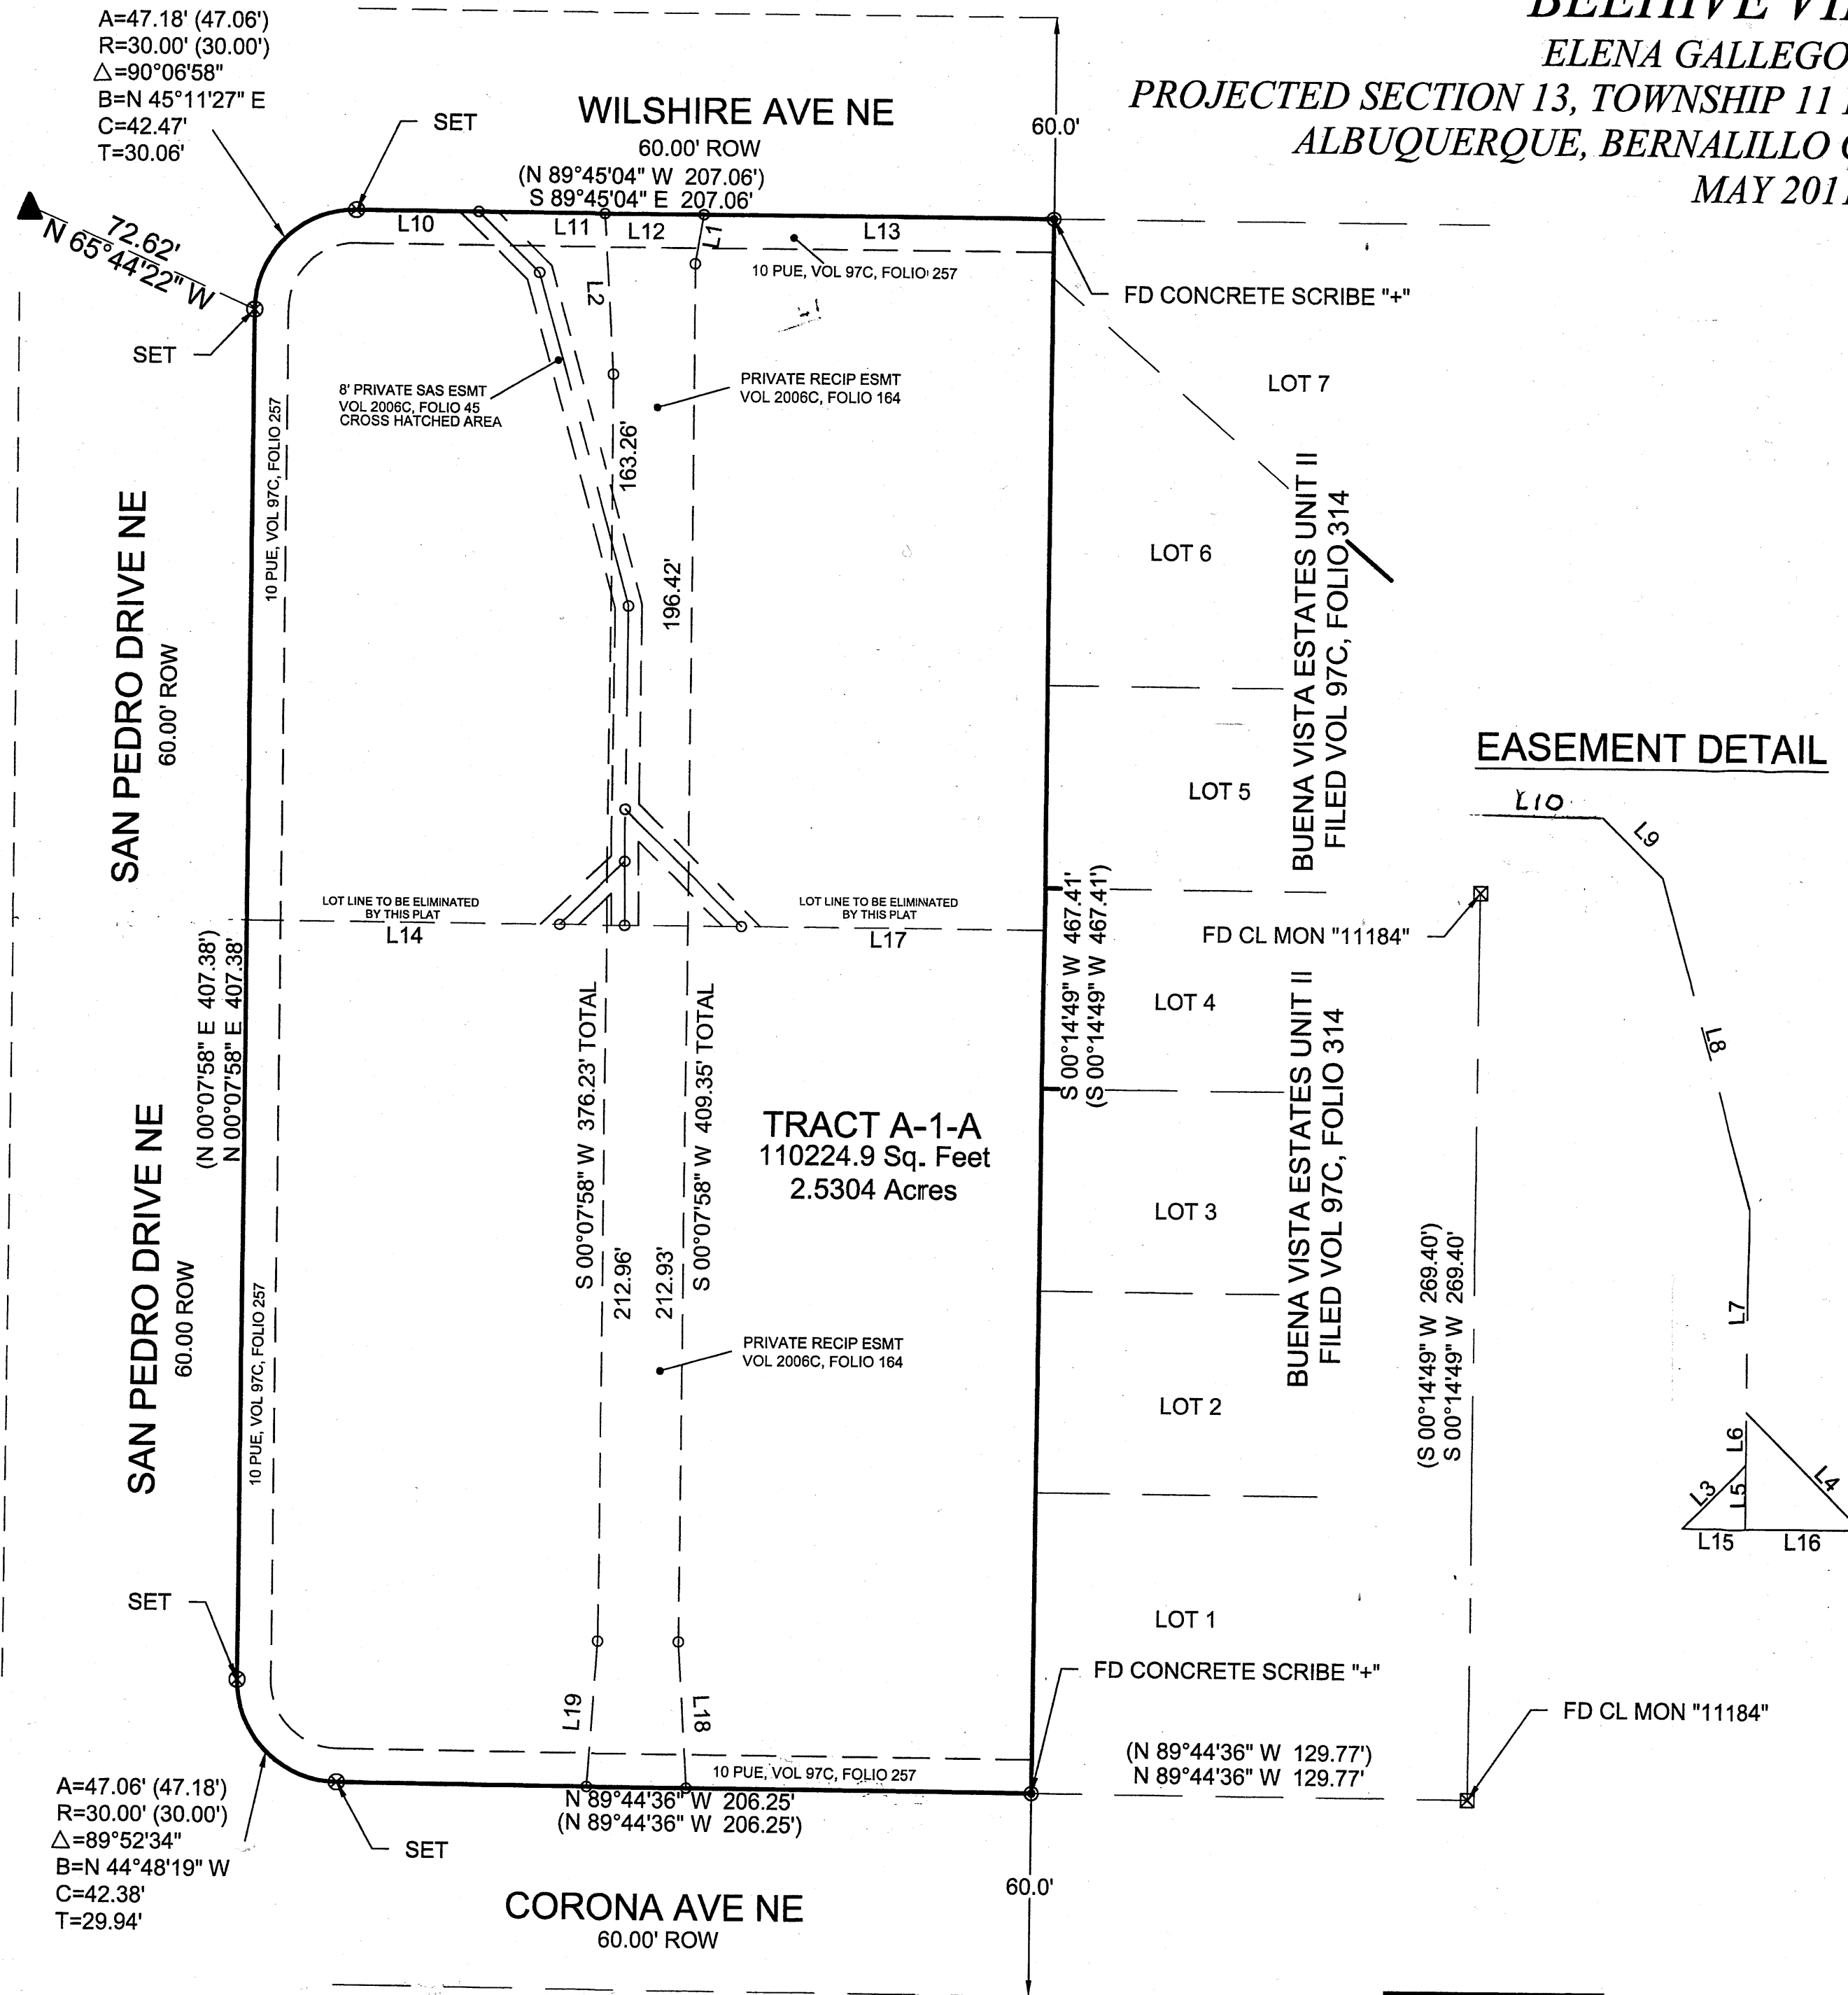 BEEHIVE
ELENA GALLEGO
PROJECTED SECTION 13, TOWNSHIP 11
ALBUQUERQUE, BERNALILLO
MAY 201
A=47.18' (47.06')
R=30.00' (30.00')
△=90°06'58"
B=N 45°11'27" E
C=42.47'
T=30.06'
SET
WILSHIRE AVE NE
60.00' ROW
(N 89°45'04" W 207.06')
S 89°45'04" E 207.06'
60.0'
72.62'
N 65°44'22" W
SET
L10
L11
L12
L1
L13
L2
10 PUE, VOL 97C, FOLIO 257
FD CONCRETE SCRIBE "+"
8' PRIVATE SAS ESMT
VOL 2006C, FOLIO 45
CROSS HATCHED AREA
PRIVATE RECIP ESMT
VOL 2006C, FOLIO 164
LOT 7
10 PUE, VOL 97C, FOLIO 257
163.26'
196.42'
SAN PEDRO DRIVE NE
60.00' ROW
LOT 6
BUENA VISTA ESTATES UNIT II
FILED VOL 97C, FOLIO 314
LOT 5
EASEMENT DETAIL
L10
L9
L8
L7
L6
L5
L3
L4
L15
L16
LOT LINE TO BE ELIMINATED
BY THIS PLAT
L14
LOT LINE TO BE ELIMINATED
BY THIS PLAT
L17
FD CL MON "11184"
(N 00°07'58" E 407.38')
N 00°07'58" E 407.38'
S 00°14'49" W 467.41'
(S 00°14'49" W 467.41')
LOT 4
S 00°07'58" W 376.23' TOTAL
S 00°07'58" W 409.35' TOTAL
212.96'
212.93'
TRACT A-1-A
110224.9 Sq. Feet
2.5304 Acres
BUENA VISTA ESTATES UNIT II
FILED VOL 97C, FOLIO 314
LOT 3
SAN PEDRO DRIVE NE
60.00 ROW
10 PUE, VOL 97C, FOLIO 257
PRIVATE RECIP ESMT
VOL 2006C, FOLIO 164
(S 00°14'49" W 269.40')
S 00°14'49" W 269.40'
LOT 2
LOT 1
SET
L19
L18
FD CONCRETE SCRIBE "+"
FD CL MON "11184"
(N 89°44'36" W 129.77')
N 89°44'36" W 129.77'
10 PUE, VOL 97C, FOLIO 257
N 89°44'36" W 206.25'
(N 89°44'36" W 206.25')
A=47.06' (47.18')
R=30.00' (30.00')
△=89°52'34"
B=N 44°48'19" W
C=42.38'
T=29.94'
SET
60.0'
CORONA AVE NE
60.00' ROW